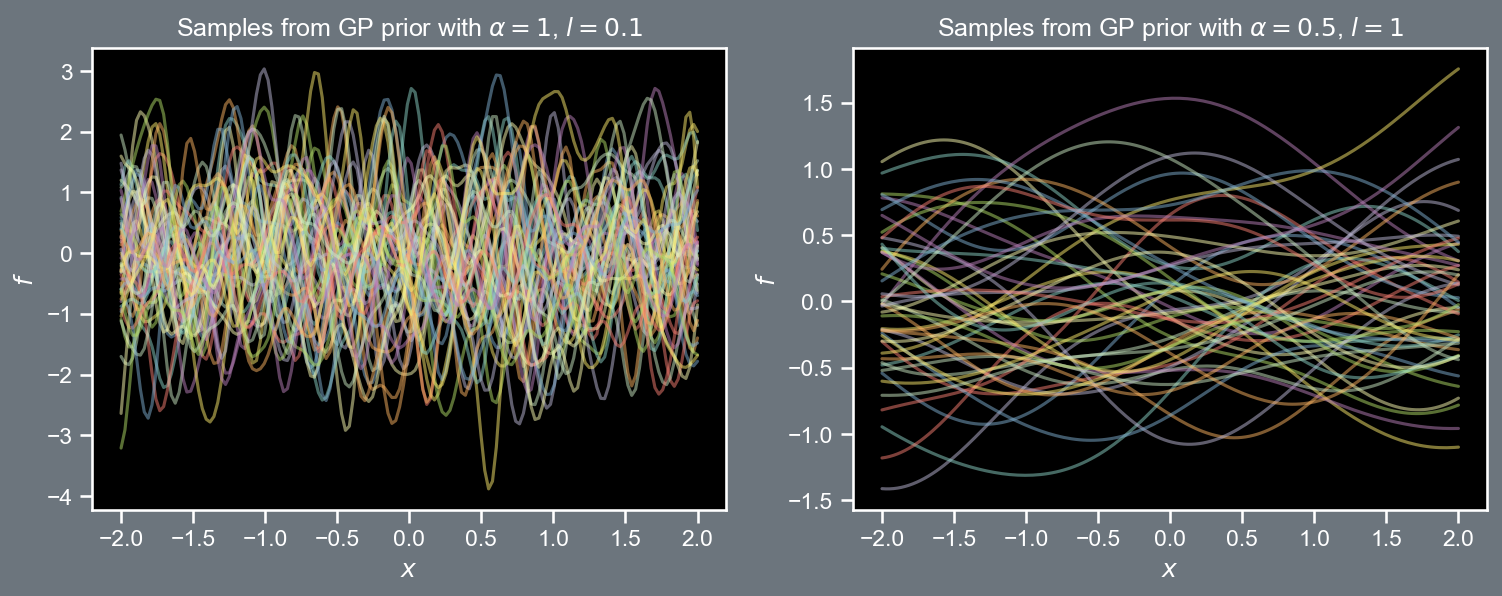 Samples from GP prior with α = 1, l = 0.1
3
2
1
0
−1
−2
−3
−4
f
−2.0 −1.5 −1.0 −0.5 0.0 0.5 1.0 1.5 2.0
x
Samples from GP prior with α = 0.5, l = 1
1.5
1.0
0.5
0.0
−0.5
−1.0
−1.5
f
−2.0 −1.5 −1.0 −0.5 0.0 0.5 1.0 1.5 2.0
x